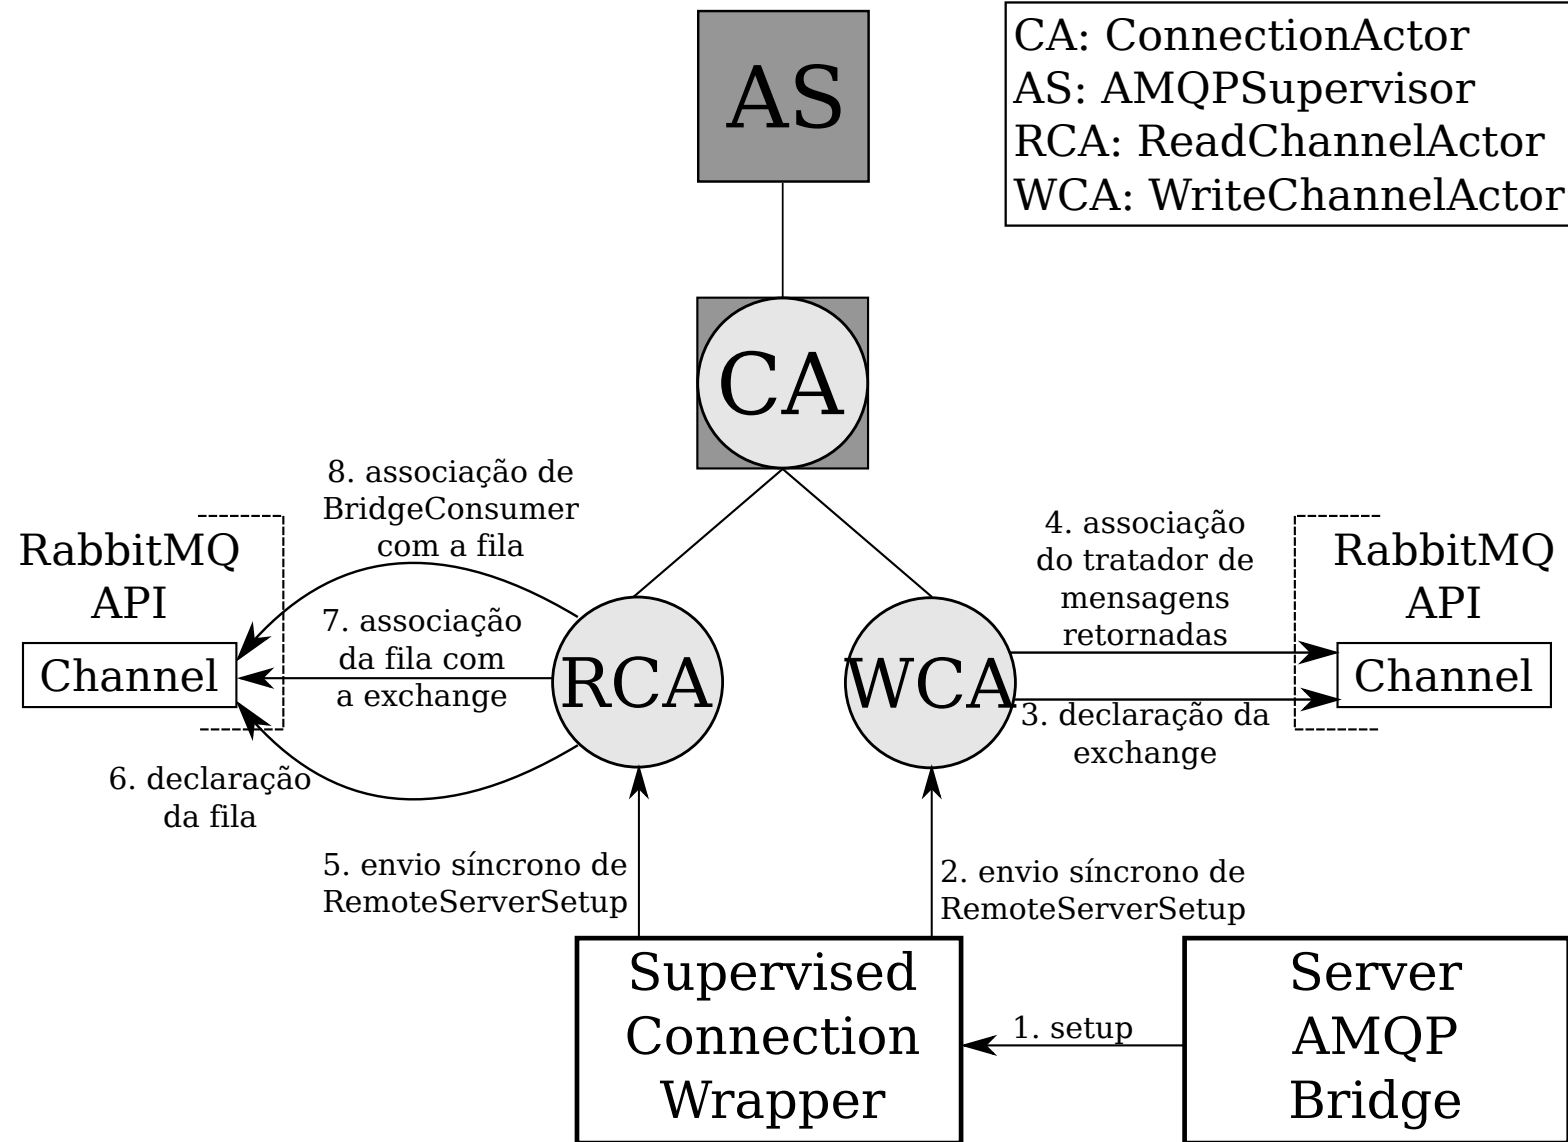 AS
CA: ConnectionActor
AS: AMQPSupervisor
RCA: ReadChannelActor
WCA: WriteChannelActor
CA
8. associação de
BridgeConsumer
com a fila
RabbitMQ
API
Channel
7. associação
da fila com
a exchange
6. declaração
da fila
RCA
WCA
4. associação
do tratador de
mensagens
retornadas
3. declaração da
exchange
RabbitMQ
API
Channel
5. envio síncrono de
RemoteServerSetup
2. envio síncrono de
RemoteServerSetup
Supervised
Connection
Wrapper
1. setup
Server
AMQP
Bridge